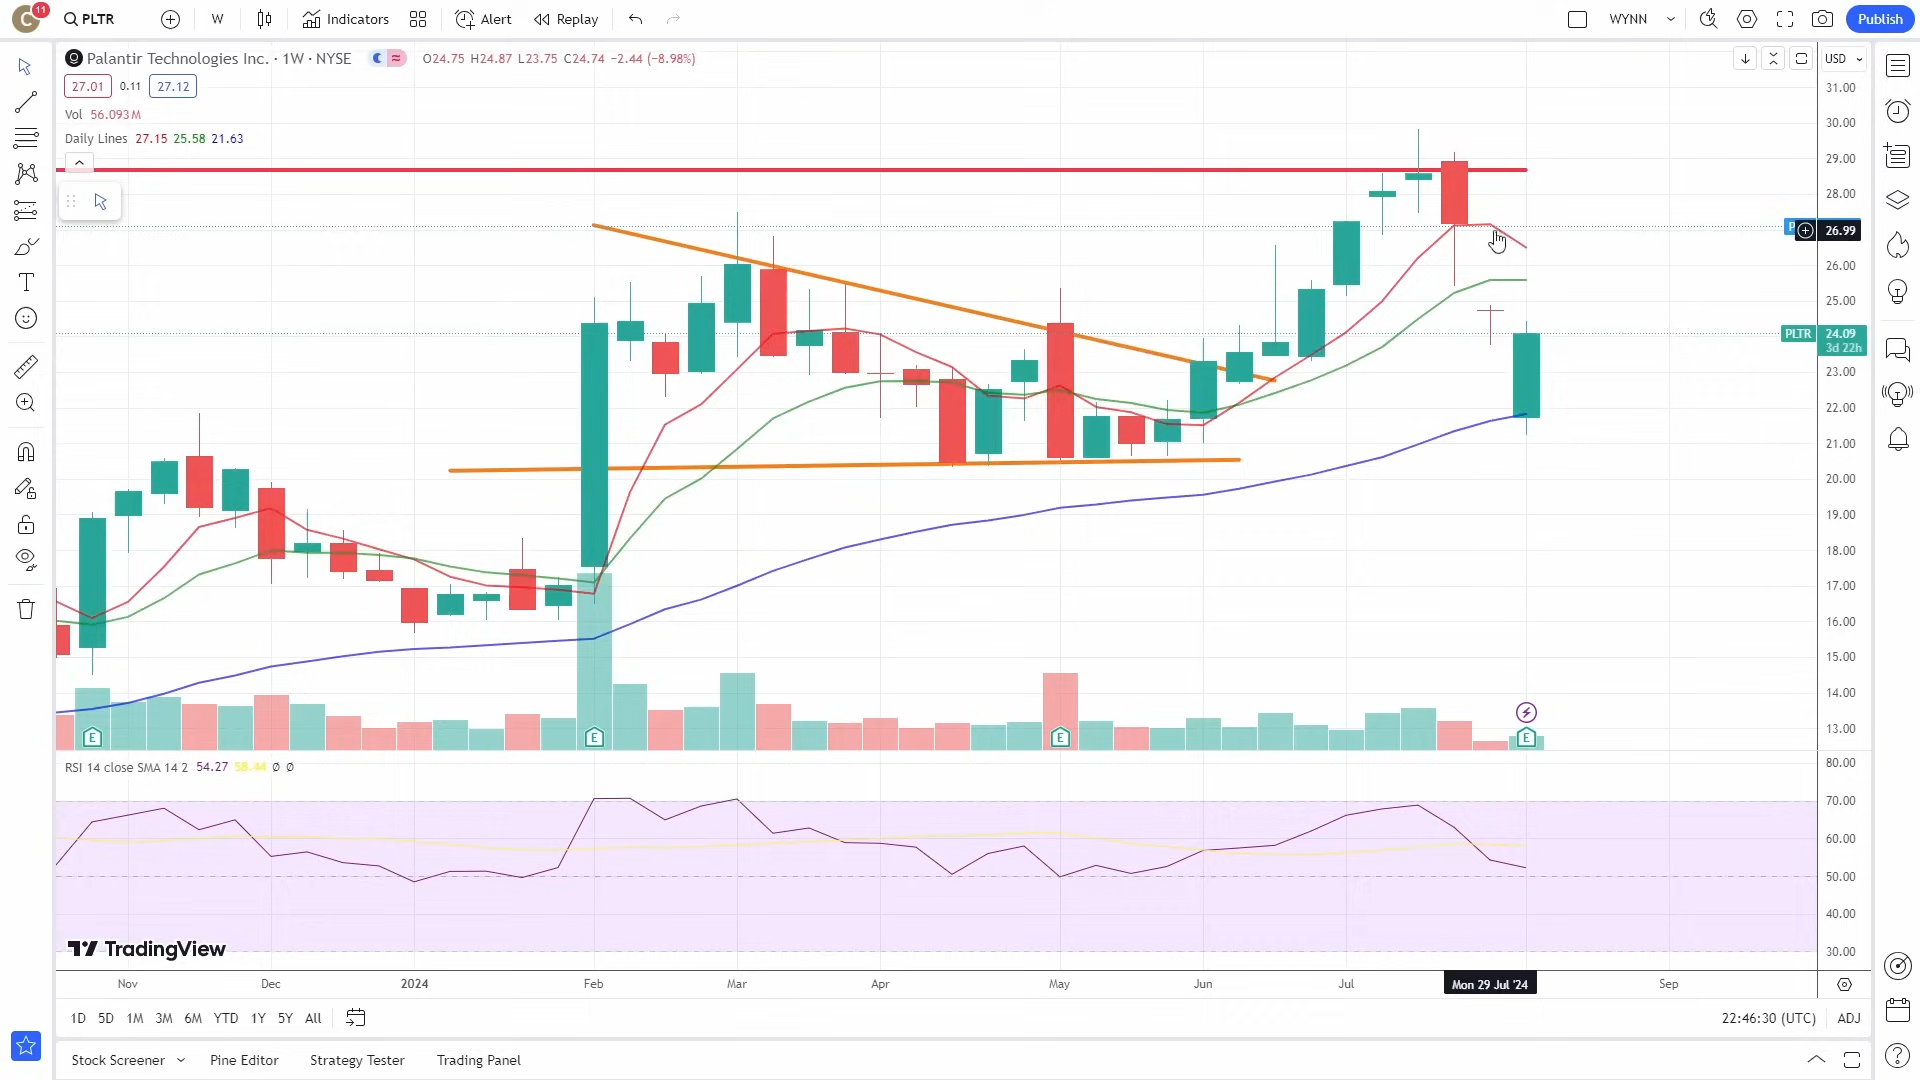 C 11 PLTR W Indicators Alert Replay WYNN Publish
Palantir Technologies Inc. · 1W · NYSE O24.75 H24.87 L23.75 C24.74 −2.44 (−8.98%) USD
27.01 0.11 27.12
Vol 56.093M
Daily Lines 27.15 25.58 21.63
31.00
30.00
29.00
28.00
26.99
26.00
25.00
PLTR 24.09
3d 22h
23.00
22.00
21.00
20.00
19.00
18.00
17.00
16.00
15.00
14.00
13.00
E E E E
RSI 14 close SMA 14 2 54.27 58.44 Ø Ø
80.00
70.00
60.00
50.00
40.00
30.00
TradingView
Nov Dec 2024 Feb Mar Apr May Jun Jul Mon 29 Jul '24 Sep
1D 5D 1M 3M 6M YTD 1Y 5Y All 22:46:30 (UTC) ADJ
Stock Screener Pine Editor Strategy Tester Trading Panel